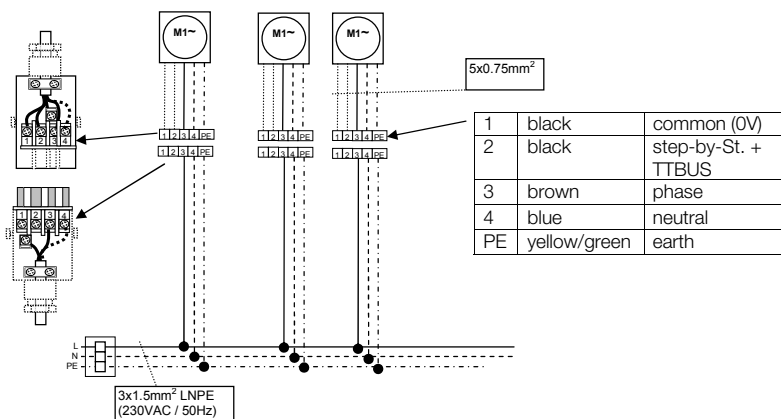 M1~ M1~ M1~
5x0.75mm²
1 2 3 4
1 2 3 4 PE 1 2 3 4 PE 1 2 3 4 PE
1 2 3 4 PE 1 2 3 4 PE 1 2 3 4 PE
1 black common (0V)
2 black step-by-St. +
TTBUS
3 brown phase
4 blue neutral
PE yellow/green earth
1 2 3 4
L
N
PE
3x1.5mm² LNPE
(230VAC / 50Hz)